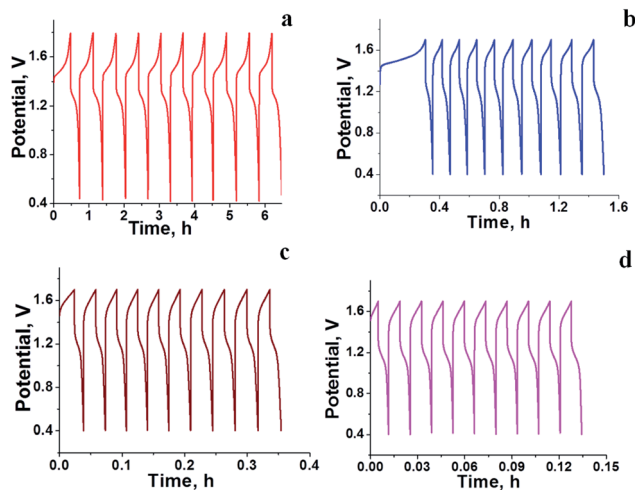 a
1.6
1.2
0.8
0.4
Potential, V
0 1 2 3 4 5 6
Time, h
b
1.6
1.2
0.8
0.4
Potential, V
0.0 0.4 0.8 1.2 1.6
Time, h
c
1.6
1.2
0.8
0.4
Potential, V
0.0 0.1 0.2 0.3 0.4
Time, h
d
1.6
1.2
0.8
0.4
Potential, V
0.00 0.03 0.06 0.09 0.12 0.15
Time, h